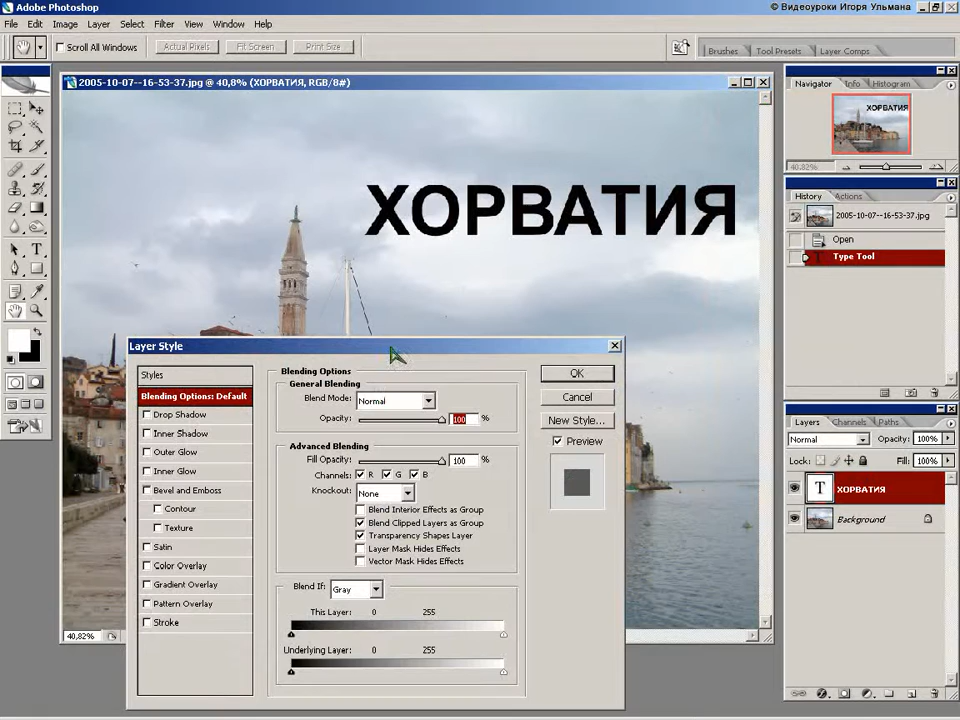 Adobe Photoshop
© Видеоуроки Игоря Ульмана
File Edit Image Layer Select Filter View Window Help
Scroll All Windows
Actual Pixels
Fit Screen
Print Size
Brushes
Tool Presets
Layer Comps
2005-10-07--16-53-37.jpg @ 40,8% (ХОРВАТИЯ, RGB/8#)
ХОРВАТИЯ
40,82%
Navigator
Info
Histogram
ХОРВАТИЯ
40,82%
History
Actions
2005-10-07--16-53-37.jpg
Open
T
Type Tool
Layer Style
Styles
Blending Options: Default
Drop Shadow
Inner Shadow
Outer Glow
Inner Glow
Bevel and Emboss
Contour
Texture
Satin
Color Overlay
Gradient Overlay
Pattern Overlay
Stroke
Blending Options
General Blending
Blend Mode: Normal
Opacity: 100 %
Advanced Blending
Fill Opacity: 100 %
Channels: R G B
Knockout: None
Blend Interior Effects as Group
Blend Clipped Layers as Group
Transparency Shapes Layer
Layer Mask Hides Effects
Vector Mask Hides Effects
Blend If: Gray
This Layer: 0 255
Underlying Layer: 0 255
OK
Cancel
New Style...
Preview
Layers
Channels
Paths
Normal
Opacity: 100%
Lock:
Fill: 100%
T
ХОРВАТИЯ
Background